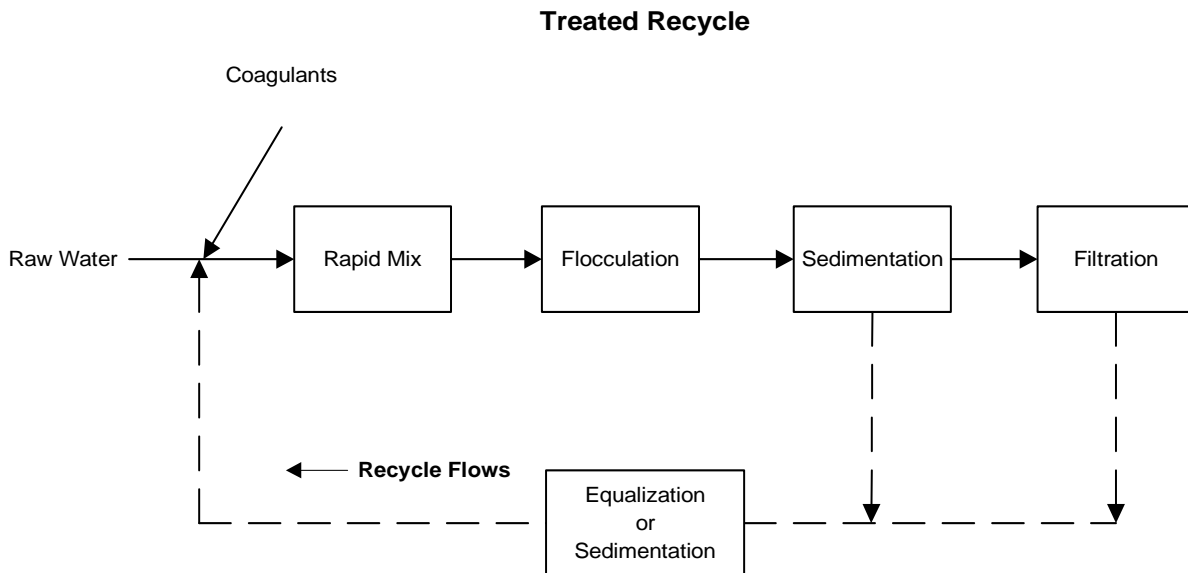 Treated Recycle
Coagulants
Raw Water
Rapid Mix
Flocculation
Sedimentation
Filtration
Recycle Flows
Equalization
or
Sedimentation